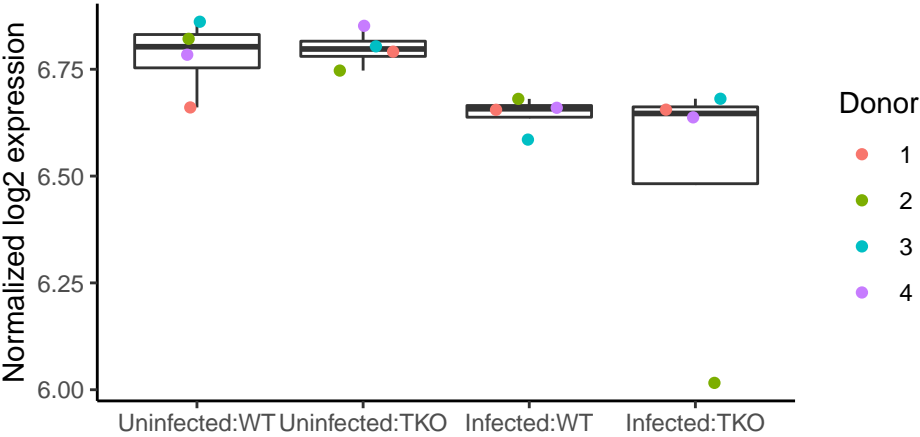 Normalized log2 expression
6.75
6.50
6.25
6.00
Uninfected:WT Uninfected:TKO Infected:WT Infected:TKO
Donor
1
2
3
4